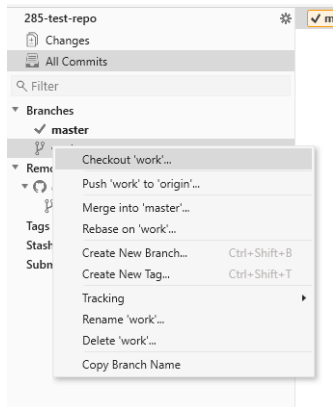 285-test-repo
Changes
All Commits
Filter
Branches
master
Checkout 'work'...
Push 'work' to 'origin'...
Merge into 'master'...
Rebase on 'work'...
Create New Branch... Ctrl+Shift+B
Create New Tag... Ctrl+Shift+T
Tracking
Rename 'work'...
Delete 'work'...
Copy Branch Name
Remo
Tags
Stash
Subm